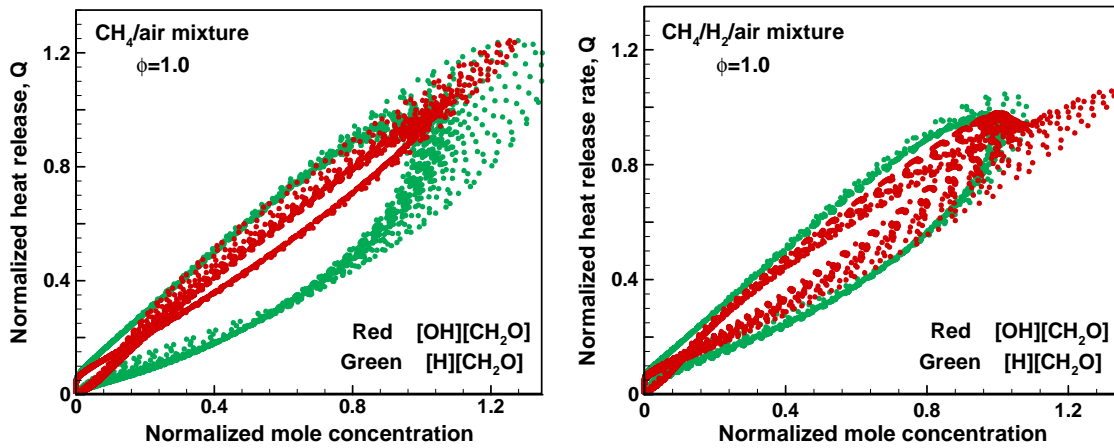 Normalized heat release, Q
1.2
0.8
0.4
0
CH₄/air mixture
ϕ=1.0
Red [OH][CH₂O]
Green [H][CH₂O]
0 0.4 0.8 1.2
Normalized mole concentration
Normalized heat release rate, Q
1.2
0.8
0.4
0
CH₄/H₂/air mixture
ϕ=1.0
Red [OH][CH₂O]
Green [H][CH₂O]
0 0.4 0.8 1.2
Normalized mole concentration